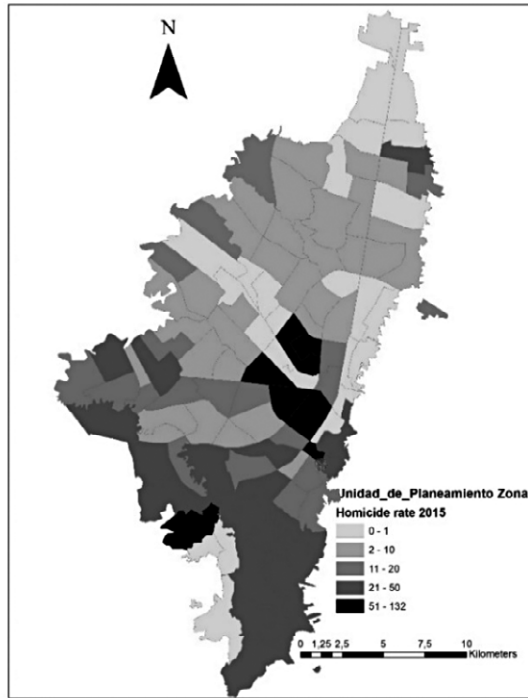 N
Unidad_de_Planeamiento Zona
Homicide rate 2015
0 - 1
2 - 10
11 - 20
21 - 50
51 - 132
0 1,25 2,5 5 7,5 10
Kilometers